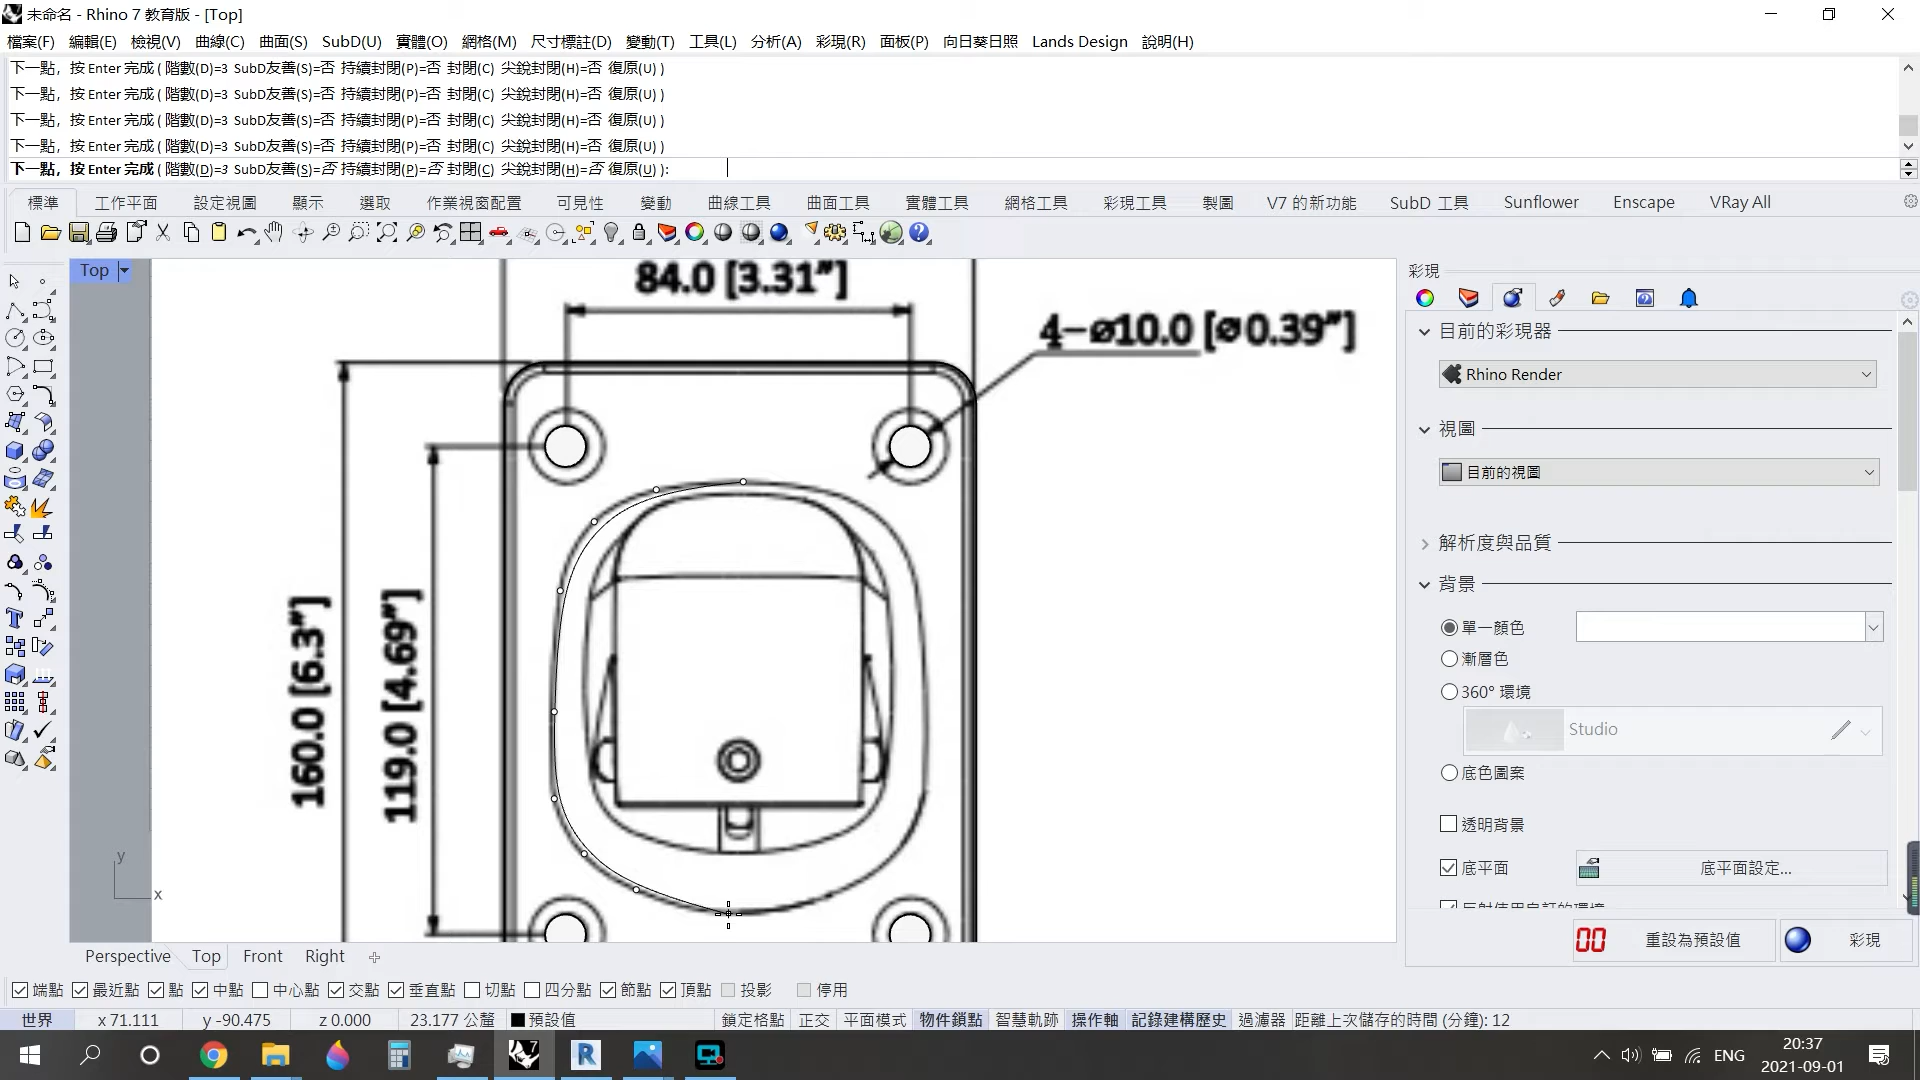 未命名 - Rhino 7 教育版 - [Top]
檔案(F) 編輯(E) 檢視(V) 曲線(C) 曲面(S) SubD(U) 實體(O) 網格(M) 尺寸標註(D) 變動(T) 工具(L) 分析(A) 彩現(R) 面板(P) 向日葵日照 Lands Design 說明(H)
下一點，按 Enter 完成 ( 階數(D)=3 SubD友善(S)=否 持續封閉(P)=否 封閉(C) 尖銳封閉(H)=否 復原(U) )
下一點，按 Enter 完成 ( 階數(D)=3 SubD友善(S)=否 持續封閉(P)=否 封閉(C) 尖銳封閉(H)=否 復原(U) )
下一點，按 Enter 完成 ( 階數(D)=3 SubD友善(S)=否 持續封閉(P)=否 封閉(C) 尖銳封閉(H)=否 復原(U) )
下一點，按 Enter 完成 ( 階數(D)=3 SubD友善(S)=否 持續封閉(P)=否 封閉(C) 尖銳封閉(H)=否 復原(U) )
下一點，按 Enter 完成 ( 階數(D)=3 SubD友善(S)=否 持續封閉(P)=否 封閉(C) 尖銳封閉(H)=否 復原(U) ):
標準 工作平面 設定視圖 顯示 選取 作業視窗配置 可見性 變動 曲線工具 曲面工具 實體工具 網格工具 彩現工具 製圖 V7 的新功能 SubD 工具 Sunflower Enscape VRay All
Top
84.0 [3.31"]
4-ø10.0 [ø0.39"]
160.0 [6.3"]
119.0 [4.69"]
y
x
彩現
目前的彩現器
Rhino Render
視圖
目前的視圖
解析度與品質
背景
單一顏色
漸層色
360° 環境
Studio
底色圖案
透明背景
底平面
底平面設定...
反射使用自訂的環境
00 重設為預設值
彩現
Perspective Top Front Right
端點 最近點 點 中點 中心點 交點 垂直點 切點 四分點 節點 頂點 投影 停用
世界 x 71.111 y -90.475 z 0.000 23.177 公釐 預設值 鎖定格點 正交 平面模式 物件鎖點 智慧軌跡 操作軸 記錄建構歷史 過濾器 距離上次儲存的時間 (分鐘): 12
7
R
ENG
20:37
2021-09-01